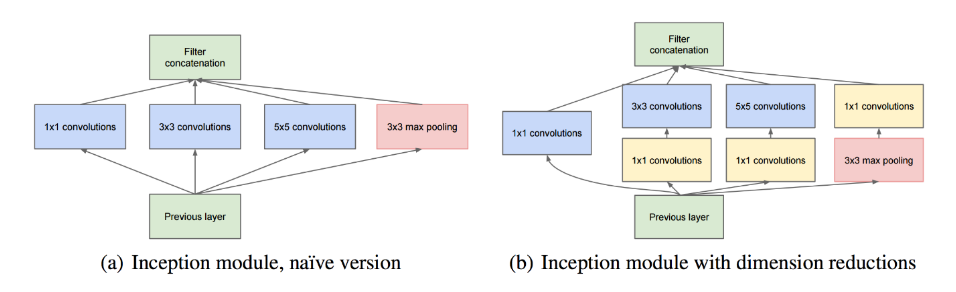 Filter
concatenation
1x1 convolutions
3x3 convolutions
5x5 convolutions
3x3 max pooling
Previous layer
(a) Inception module, naïve version
Filter
concatenation
3x3 convolutions
5x5 convolutions
1x1 convolutions
1x1 convolutions
1x1 convolutions
1x1 convolutions
3x3 max pooling
Previous layer
(b) Inception module with dimension reductions